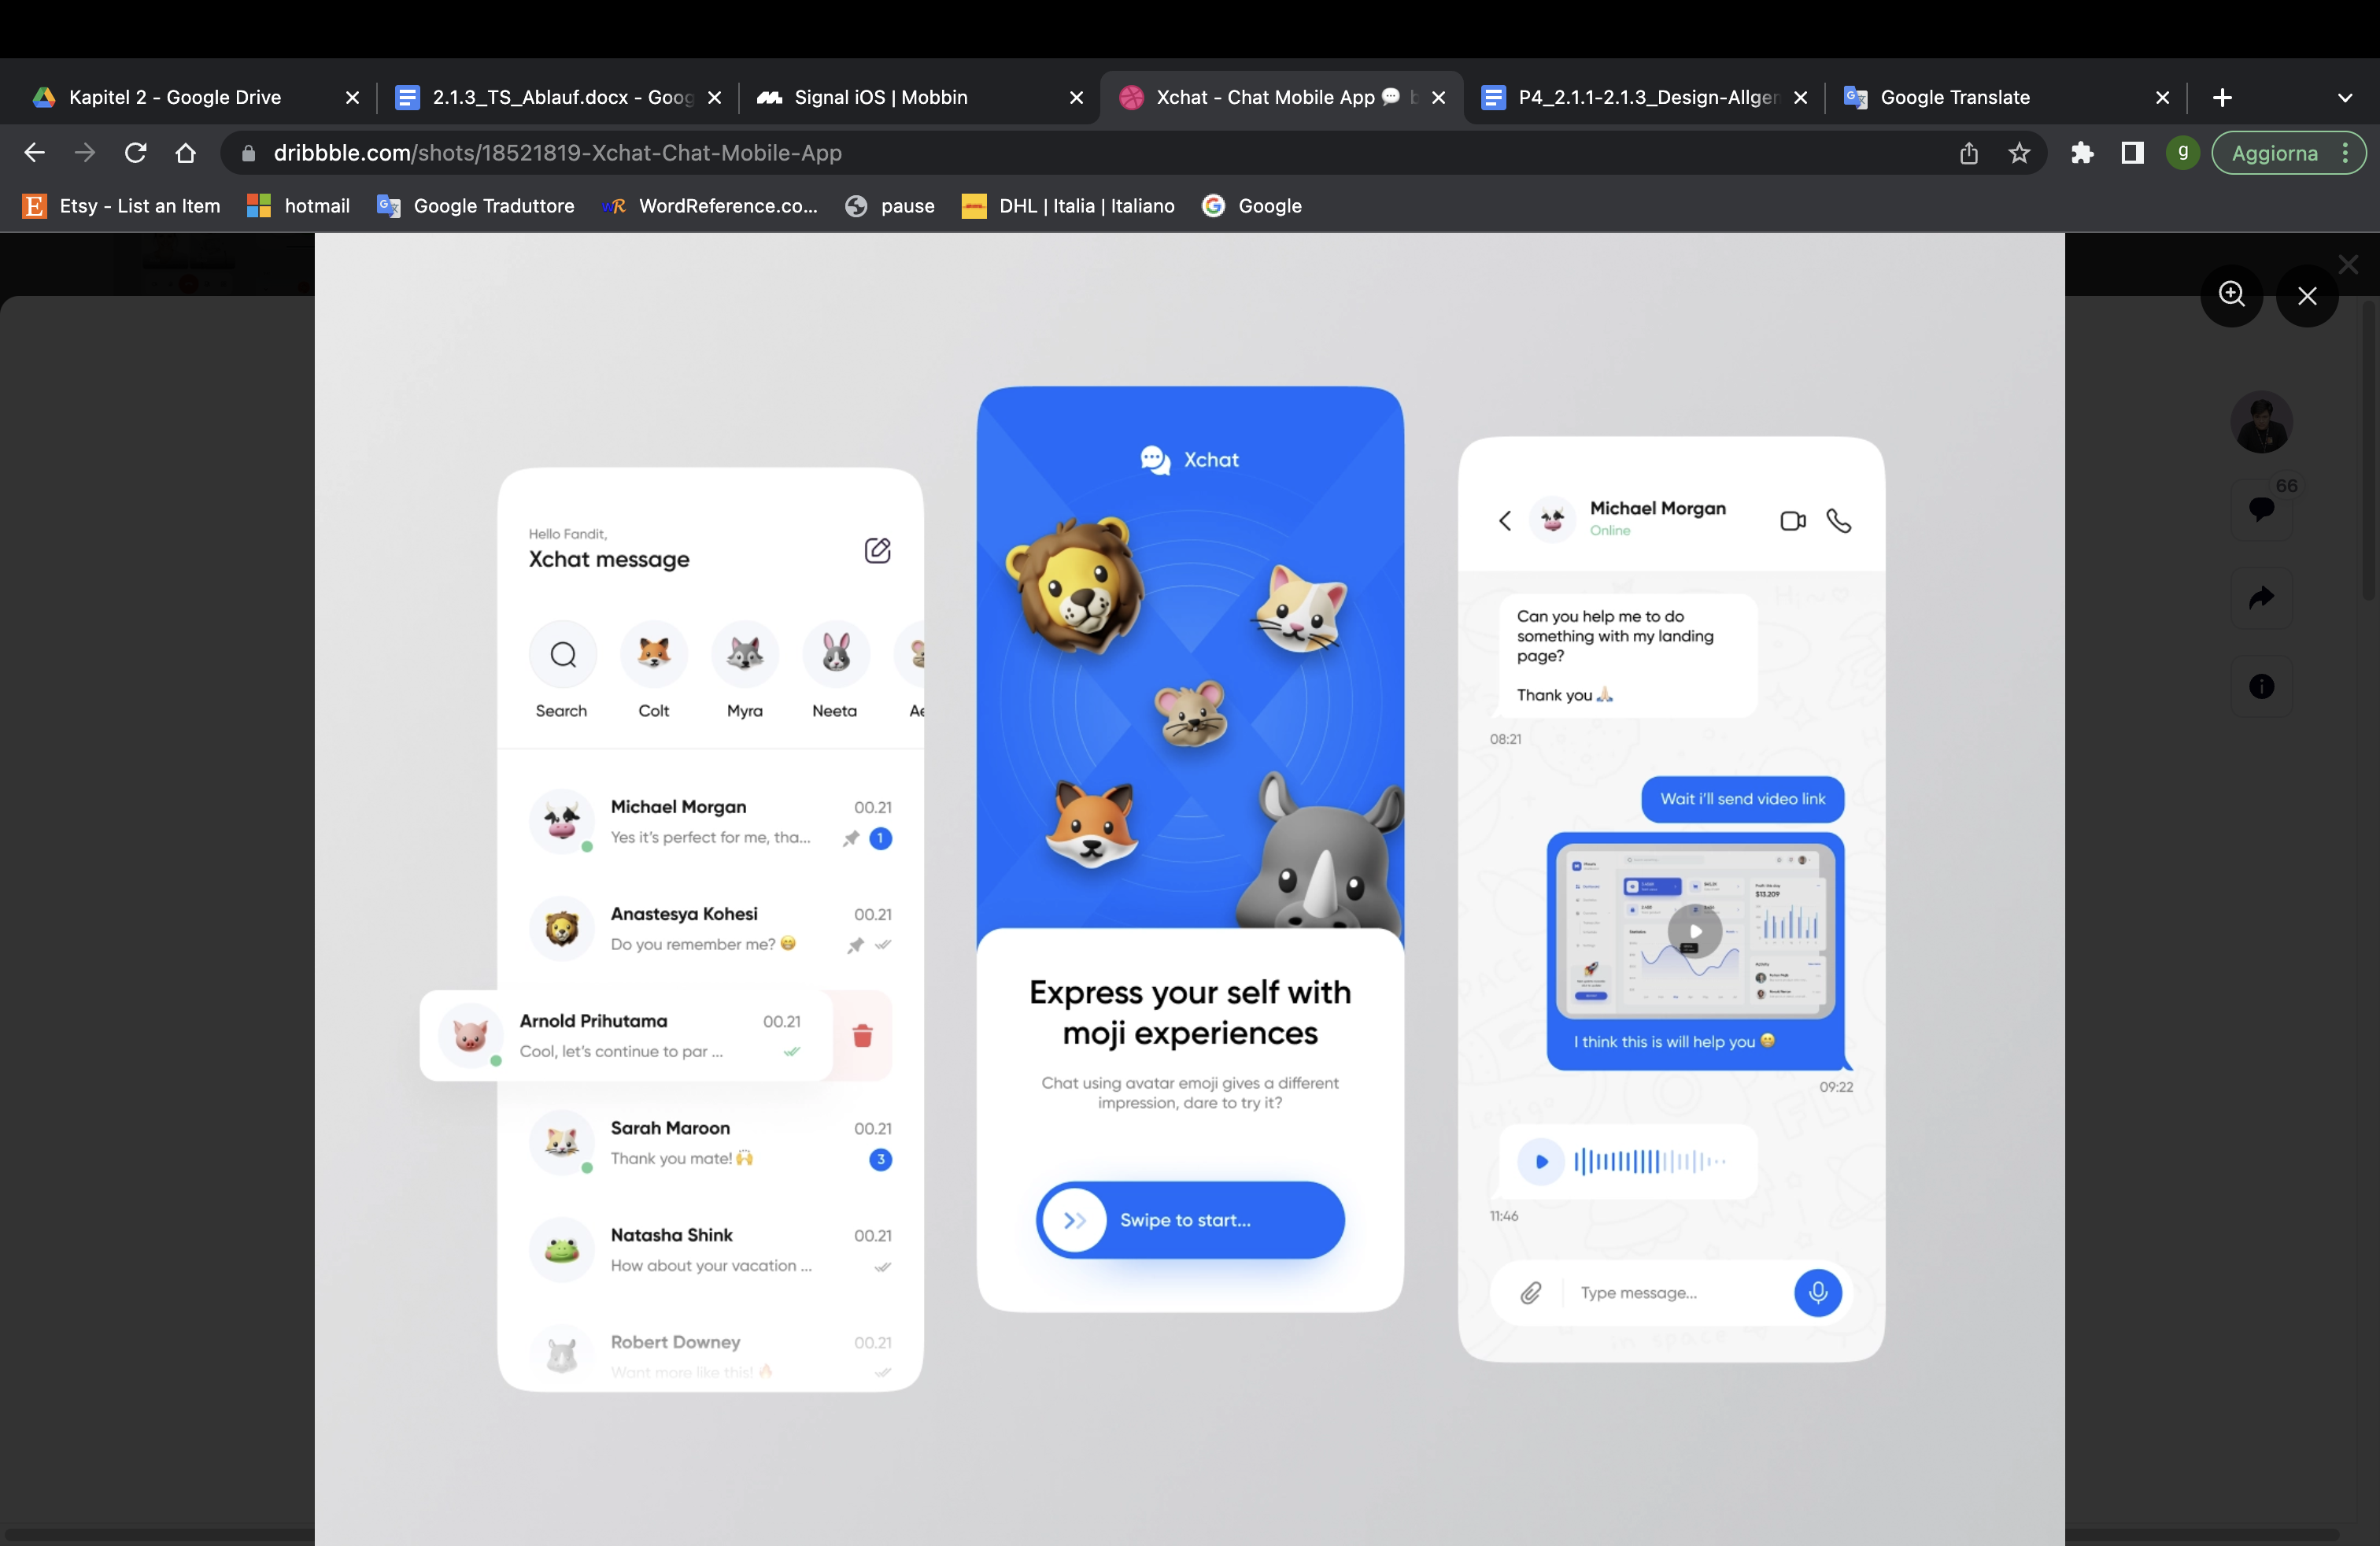 Kapitel 2 - Google Drive
2.1.3_TS_Ablauf.docx - Goog
Signal iOS | Mobbin
Xchat - Chat Mobile App 💬 b
P4_2.1.1-2.1.3_Design-Allgen
Google Translate
dribbble.com/shots/18521819-Xchat-Chat-Mobile-App
g
Aggiorna
Etsy - List an Item
hotmail
Google Traduttore
WordReference.co...
pause
DHL | Italia | Italiano
Google
66
Hello Fandit,
Xchat message
Search
Colt
Myra
Neeta
Ae
Michael Morgan 00.21
Yes it's perfect for me, tha... 1
Anastesya Kohesi 00.21
Do you remember me? 😁
Arnold Prihutama 00.21
Cool, let's continue to par ...
Sarah Maroon 00.21
Thank you mate! 🙌 3
Natasha Shink 00.21
How about your vacation ...
Robert Downey 00.21
Want more like this! 🔥
Xchat
Express your self with
moji experiences
Chat using avatar emoji gives a different
impression, dare to try it?
Swipe to start...
Michael Morgan
Online
Can you help me to do
something with my landing
page?
Thank you 🙏🏻
08:21
Wait i'll send video link
$13.209
I think this is will help you 😀
09:22
11:46
Type message...
in space